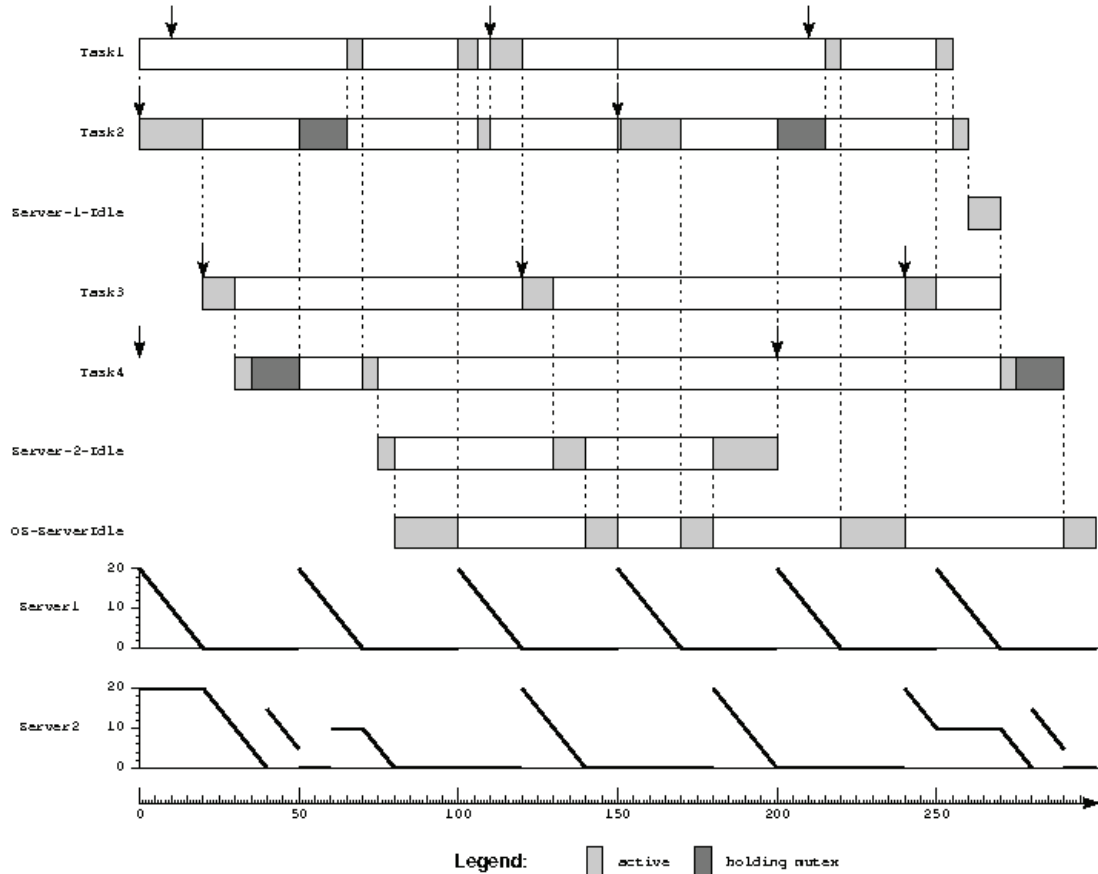 Task1
Task2
Server-1-Idle
Task3
Task4
Server-2-Idle
OS-ServerIdle
20
Server1
10
0
20
Server2
10
0
0 50 100 150 200 250
Legend: active holding mutex